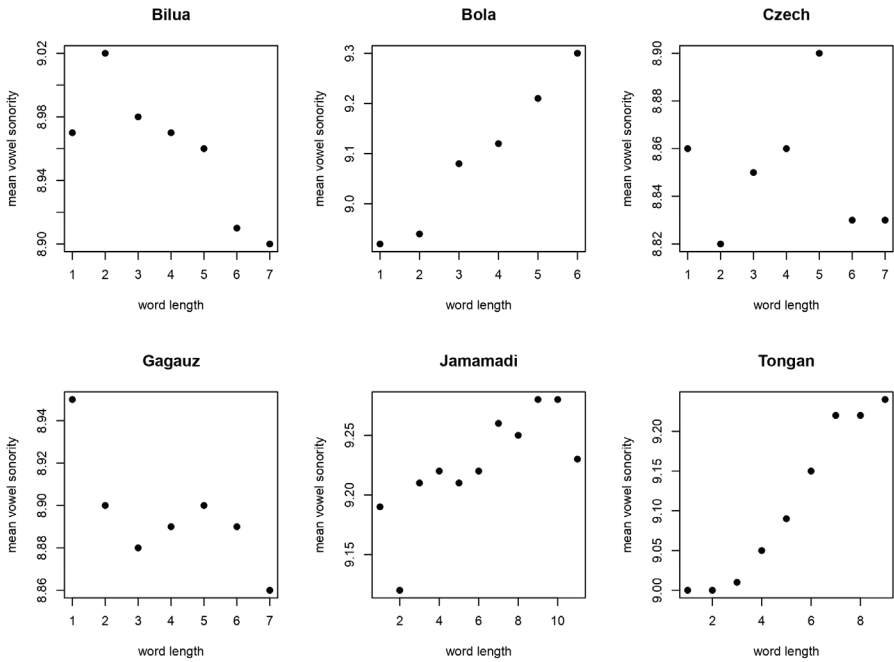 Bilua
mean vowel sonority
9.02
8.98
8.94
8.90
1 2 3 4 5 6 7
word length
Bola
mean vowel sonority
9.3
9.2
9.1
9.0
1 2 3 4 5 6
word length
Czech
mean vowel sonority
8.90
8.88
8.86
8.84
8.82
1 2 3 4 5 6 7
word length
Gagauz
mean vowel sonority
8.94
8.92
8.90
8.88
8.86
1 2 3 4 5 6 7
word length
Jamamadi
mean vowel sonority
9.25
9.20
9.15
2 4 6 8 10
word length
Tongan
mean vowel sonority
9.20
9.15
9.10
9.05
9.00
2 4 6 8
word length